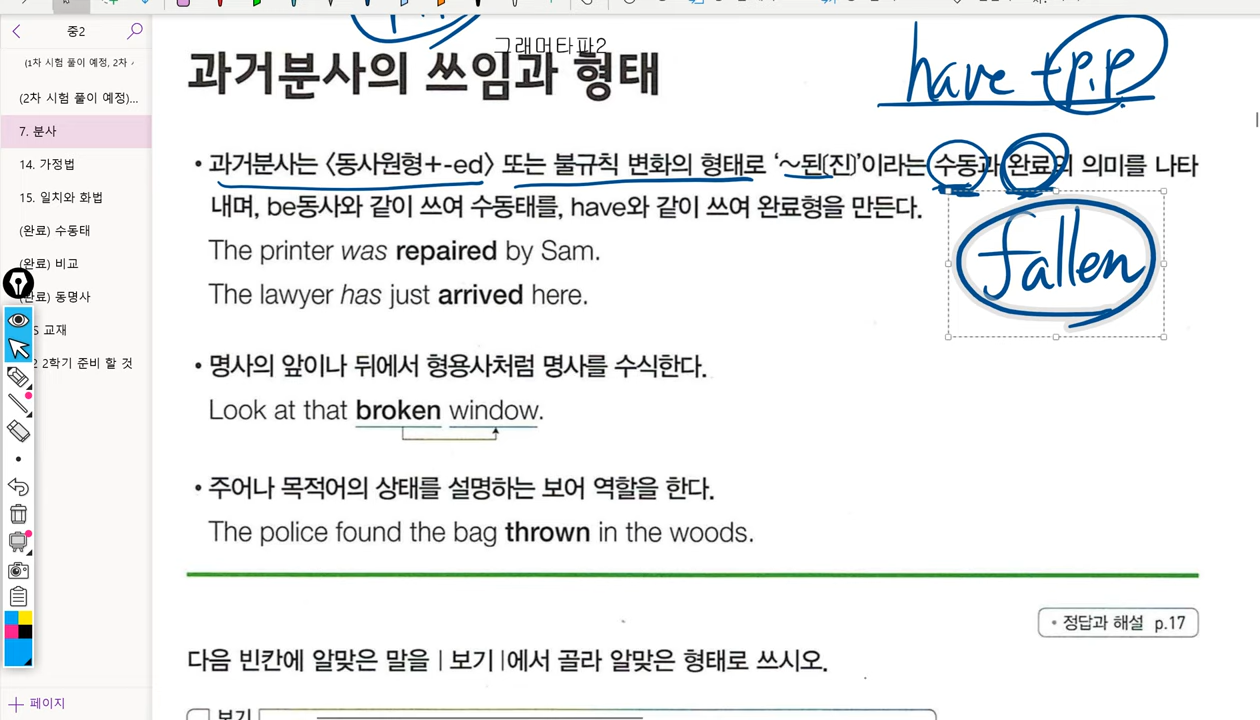 중2
그래머타파2
(1차 시험 풀이 예정, 2차
(2차 시험 풀이 예정)...
7. 분사
14. 가정법
15. 일치와 화법
(완료) 수동태
(완료) 비교
(완료) 동명사
교재
2학기 준비 할 것
페이지
과거분사의 쓰임과 형태
have + p.p
• 과거분사는 〈동사원형+-ed〉 또는 불규칙 변화의 형태로 ‘~된(진)’이라는 수동과 완료의 의미를 나타
내며, be동사와 같이 쓰여 수동태를, have와 같이 쓰여 완료형을 만든다.
fallen
The printer was repaired by Sam.
The lawyer has just arrived here.
• 명사의 앞이나 뒤에서 형용사처럼 명사를 수식한다.
Look at that broken window.
• 주어나 목적어의 상태를 설명하는 보어 역할을 한다.
The police found the bag thrown in the woods.
• 정답과 해설 p.17
다음 빈칸에 알맞은 말을 | 보기 |에서 골라 알맞은 형태로 쓰시오.
보기